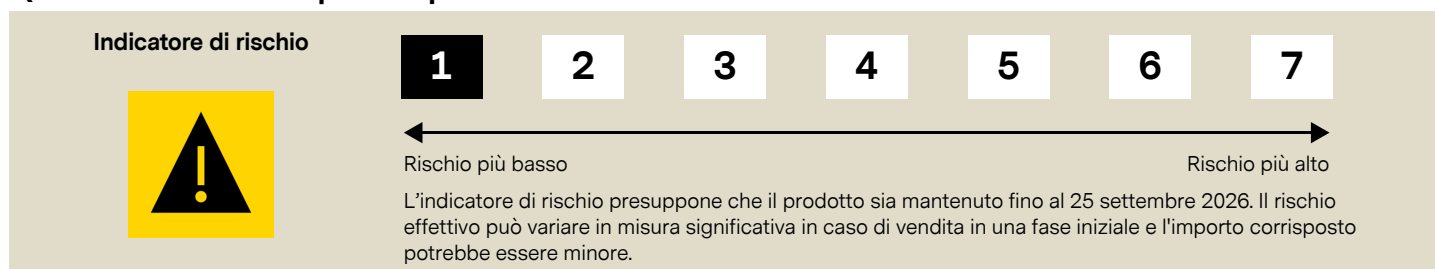 Indicatore di rischio
1 2 3 4 5 6 7
Rischio più basso Rischio più alto
L’indicatore di rischio presuppone che il prodotto sia mantenuto fino al 25 settembre 2026. Il rischio
effettivo può variare in misura significativa in caso di vendita in una fase iniziale e l'importo corrisposto
potrebbe essere minore.